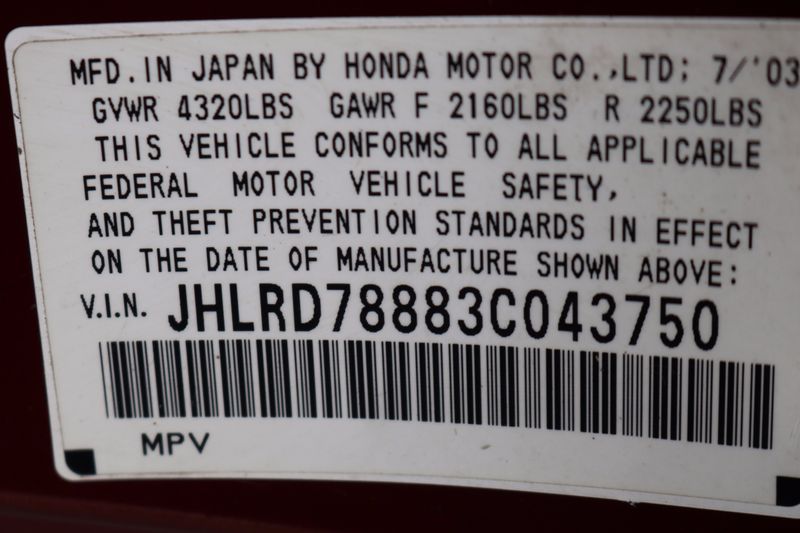 MFD. IN JAPAN BY HONDA MOTOR CO.,LTD: 7/'03
GVWR 4320LBS GAWR F 2160LBS R 2250LBS
THIS VEHICLE CONFORMS TO ALL APPLICABLE
FEDERAL MOTOR VEHICLE SAFETY,
AND THEFT PREVENTION STANDARDS IN EFFECT
ON THE DATE OF MANUFACTURE SHOWN ABOVE:
V.I.N. JHLRD78883C043750
MPV